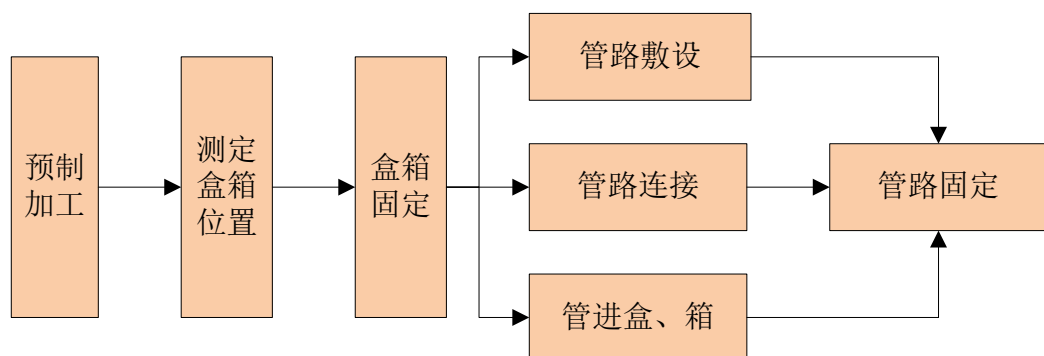 预制
加工
测定
盒箱
位置
盒箱
固定
管路敷设
管路连接
管进盒、箱
管路固定